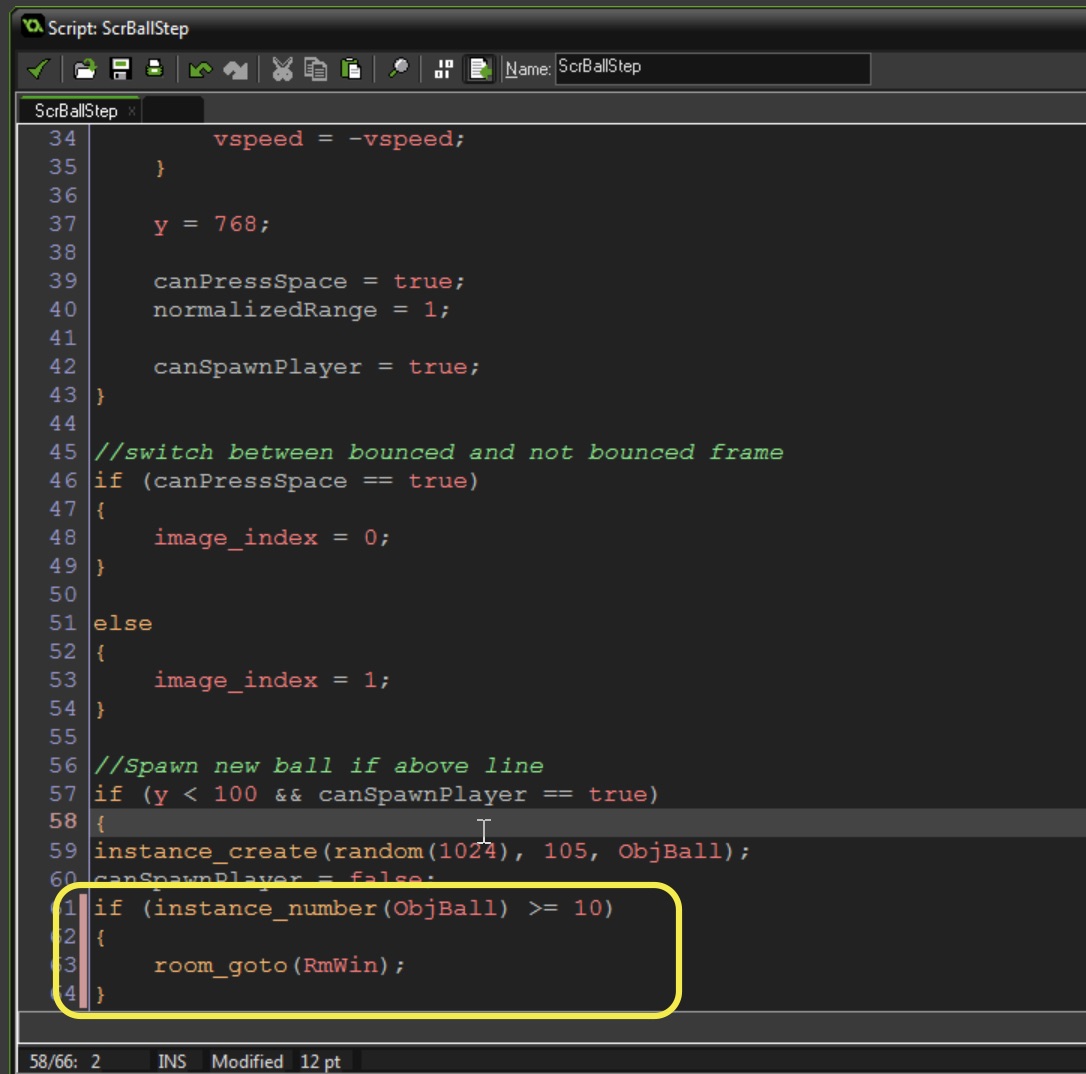 Script: ScrBallStep
Name: ScrBallStep
ScrBallStep ×
34 vspeed = -vspeed;
35 }
36
37 y = 768;
38
39 canPressSpace = true;
40 normalizedRange = 1;
41
42 canSpawnPlayer = true;
43 }
44
45 //switch between bounced and not bounced frame
46 if (canPressSpace == true)
47 {
48 image_index = 0;
49 }
50
51 else
52 {
53 image_index = 1;
54 }
55
56 //Spawn new ball if above line
57 if (y < 100 && canSpawnPlayer == true)
58 {
59 instance_create(random(1024), 105, ObjBall);
60 canSpawnPlayer = false;
61 if (instance_number(ObjBall) >= 10)
62 {
63 room_goto(RmWin);
64 }
58/66: 2 INS Modified 12 pt